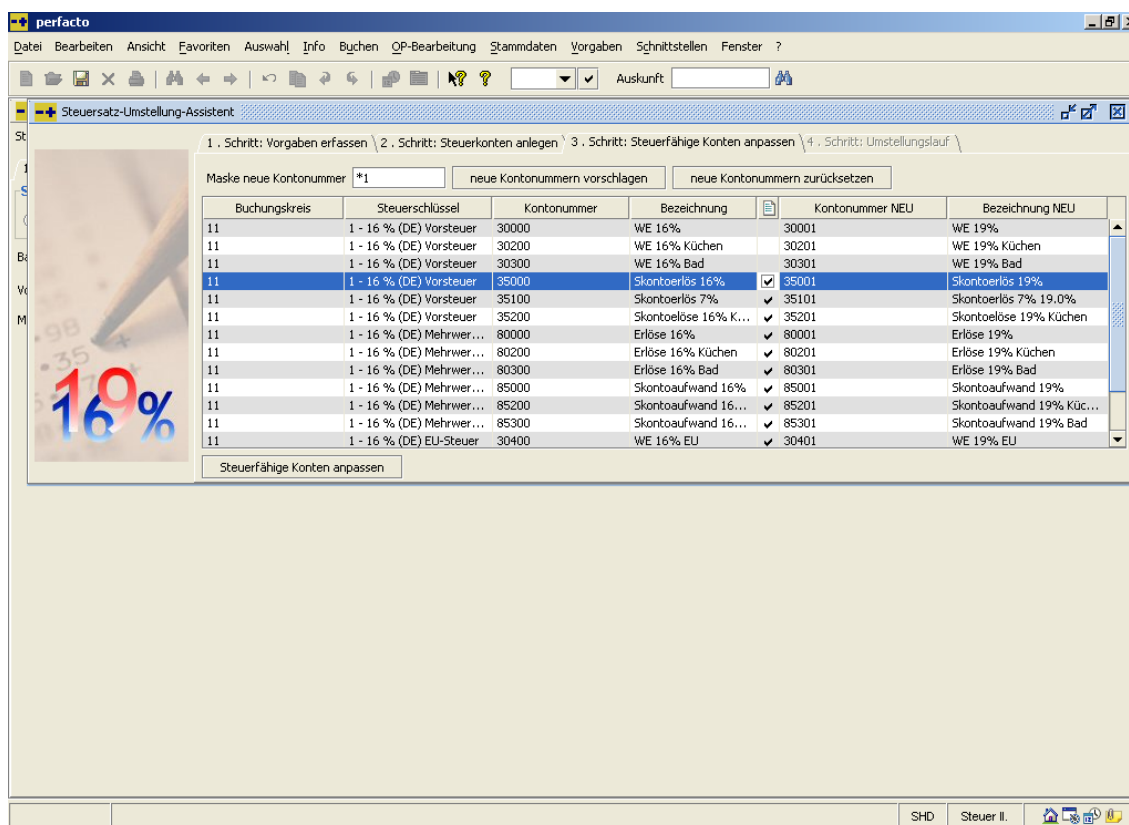 perfacto
Datei Bearbeiten Ansicht Favoriten Auswahl Info Buchen OP-Bearbeitung Stammdaten Vorgaben Schnittstellen Fenster ?
Auskunft
Steuersatz-Umstellung-Assistent
St
1 . Schritt: Vorgaben erfassen 2 . Schritt: Steuerkonten anlegen 3 . Schritt: Steuerfähige Konten anpassen 4 . Schritt: Umstellungslauf
Maske neue Kontonummer *1 neue Kontonummern vorschlagen neue Kontonummern zurücksetzen
Buchungskreis Steuerschlüssel Kontonummer Bezeichnung Kontonummer NEU Bezeichnung NEU
11 1 - 16 % (DE) Vorsteuer 30000 WE 16% 30001 WE 19%
11 1 - 16 % (DE) Vorsteuer 30200 WE 16% Küchen 30201 WE 19% Küchen
11 1 - 16 % (DE) Vorsteuer 30300 WE 16% Bad 30301 WE 19% Bad
11 1 - 16 % (DE) Vorsteuer 35000 Skontoerlös 16% 35001 Skontoerlös 19%
11 1 - 16 % (DE) Vorsteuer 35100 Skontoerlös 7% 35101 Skontoerlös 7% 19.0%
11 1 - 16 % (DE) Vorsteuer 35200 Skontoelöse 16% K... 35201 Skontoelöse 19% Küchen
11 1 - 16 % (DE) Mehrwer... 80000 Erlöse 16% 80001 Erlöse 19%
11 1 - 16 % (DE) Mehrwer... 80200 Erlöse 16% Küchen 80201 Erlöse 19% Küchen
11 1 - 16 % (DE) Mehrwer... 80300 Erlöse 16% Bad 80301 Erlöse 19% Bad
11 1 - 16 % (DE) Mehrwer... 85000 Skontoaufwand 16% 85001 Skontoaufwand 19%
11 1 - 16 % (DE) Mehrwer... 85200 Skontoaufwand 16... 85201 Skontoaufwand 19% Küc...
11 1 - 16 % (DE) Mehrwer... 85300 Skontoaufwand 16... 85301 Skontoaufwand 19% Bad
11 1 - 16 % (DE) EU-Steuer 30400 WE 16% EU 30401 WE 19% EU
.98
.35
169%
Steuerfähige Konten anpassen
SHD Steuer II.